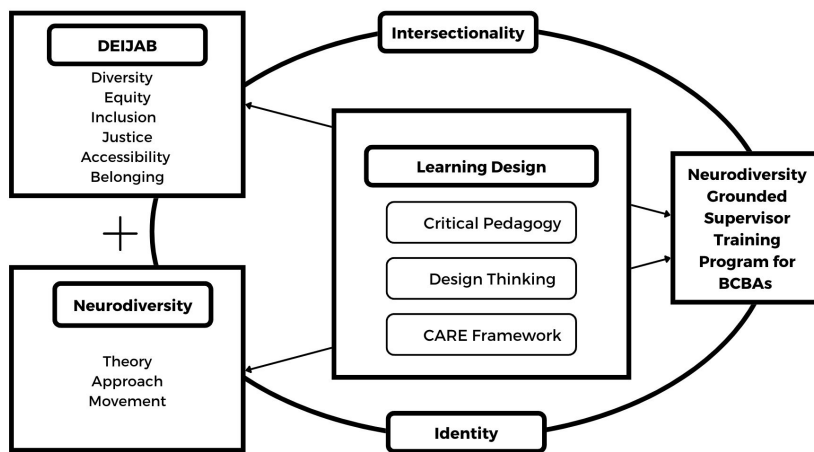 Intersectionality
DEIJAB
Diversity
Equity
Inclusion
Justice
Accessibility
Belonging
+
Neurodiversity
Theory
Approach
Movement
Learning Design
Critical Pedagogy
Design Thinking
CARE Framework
Neurodiversity
Grounded
Supervisor
Training
Program for
BCBAs
Identity